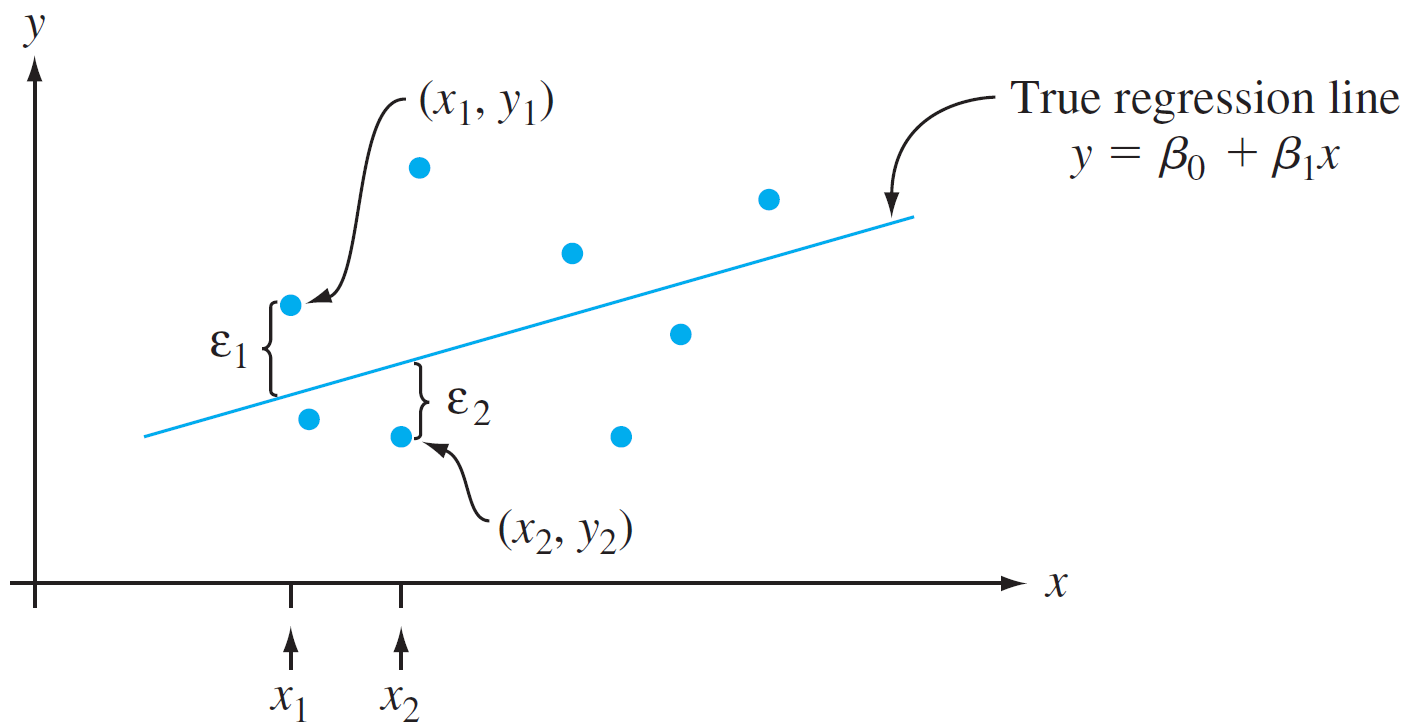 y
(x₁, y₁)
True regression line
y = β₀ + β₁x
ε₁
ε₂
(x₂, y₂)
x
x₁
x₂